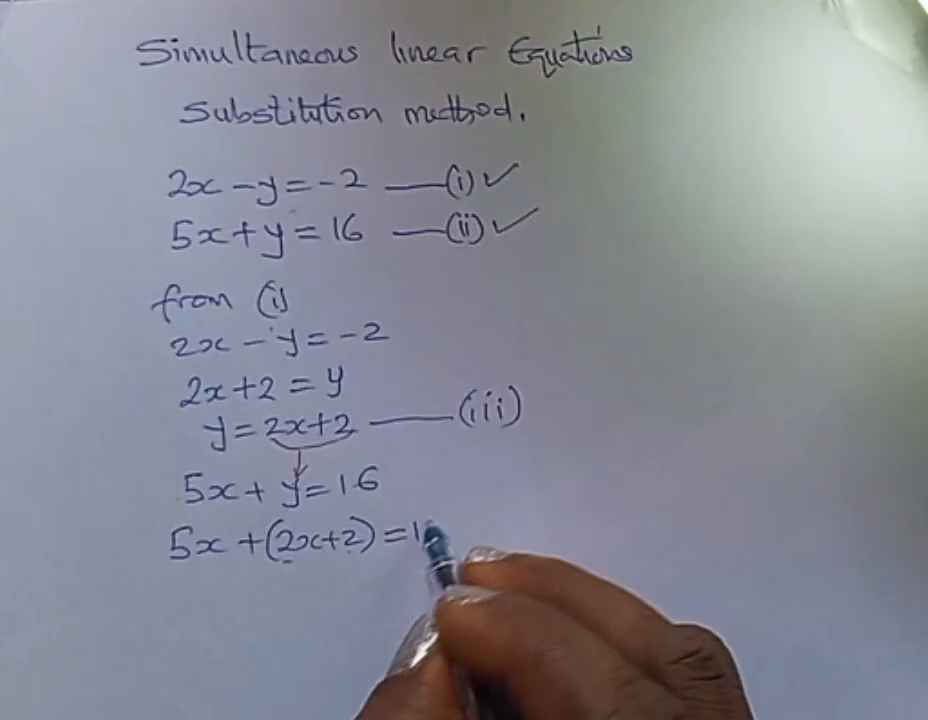 Simultaneous linear Equations
Substitution method.
2x - y = -2 —(i) ✓
5x + y = 16 —(ii) ✓
from (i)
2x - y = -2
2x + 2 = y
y = 2x + 2 —(iii)
5x + y = 16
5x + (2x + 2) = 1